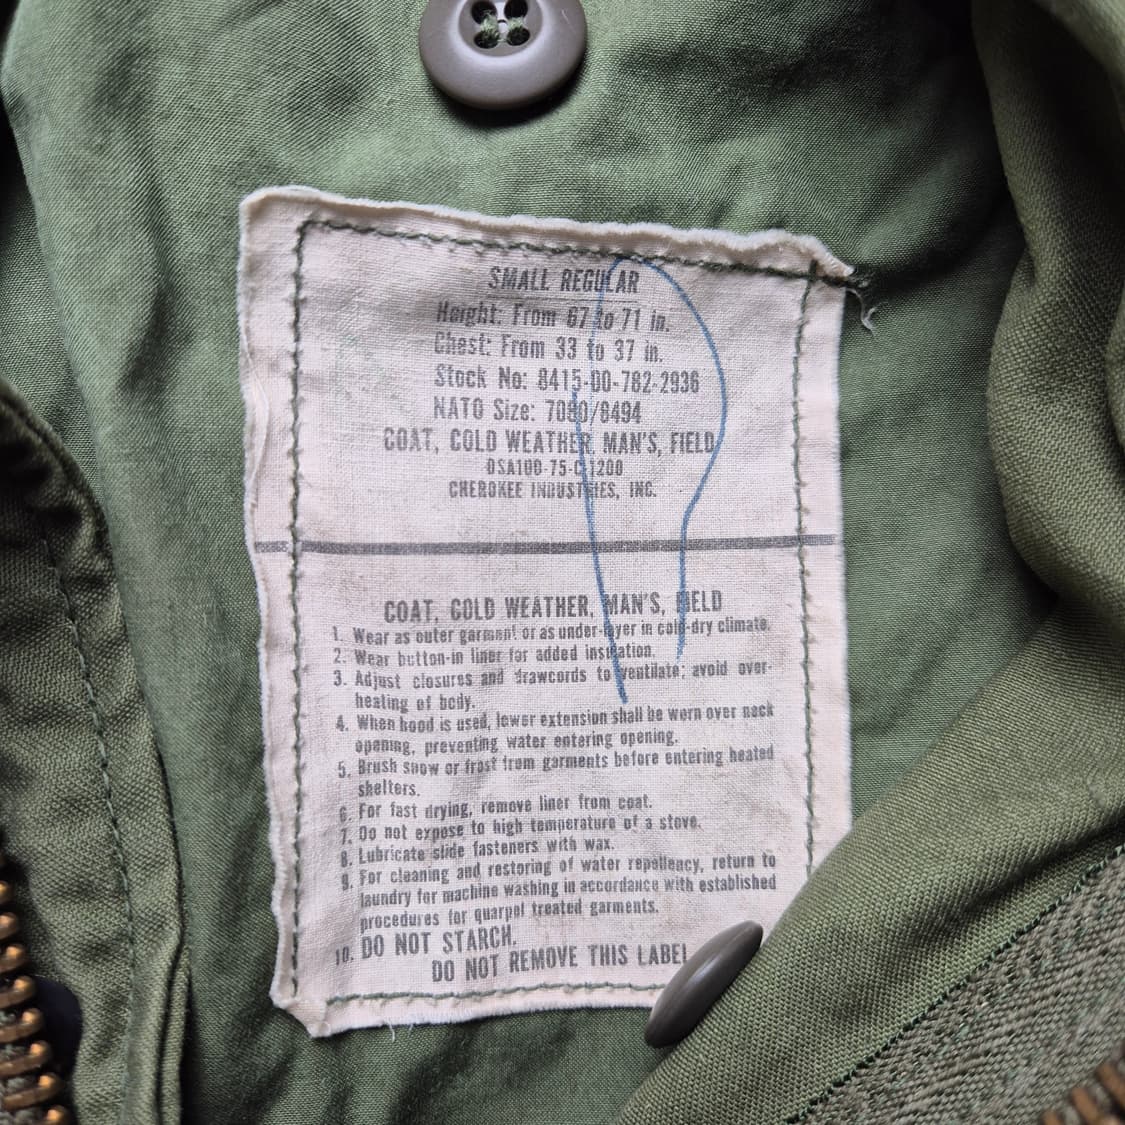 SMALL REGULAR
Height: From 67 to 71 in.
Chest: From 33 to 37 in.
Stock No: 8415-00-782-2936
NATO Size: 7080/8494
COAT, COLD WEATHER, MAN'S, FIELD
DSA100-75-C-1200
CHEROKEE INDUSTRIES, INC.
COAT, COLD WEATHER, MAN'S, FIELD
1. Wear as outer garment or as under-layer in cold-dry climate.
2. Wear button-in liner for added insulation.
3. Adjust closures and drawcords to ventilate; avoid over-
heating of body.
4. When hood is used, lower extension shall be worn over neck
opening, preventing water entering opening.
5. Brush snow or frost from garments before entering heated
shelters.
6. For fast drying, remove liner from coat.
7. Do not expose to high temperature of a stove.
8. Lubricate slide fasteners with wax.
9. For cleaning and restoring of water repellency, return to
laundry for machine washing in accordance with established
procedures for quarpel treated garments.
10. DO NOT STARCH.
DO NOT REMOVE THIS LABEL